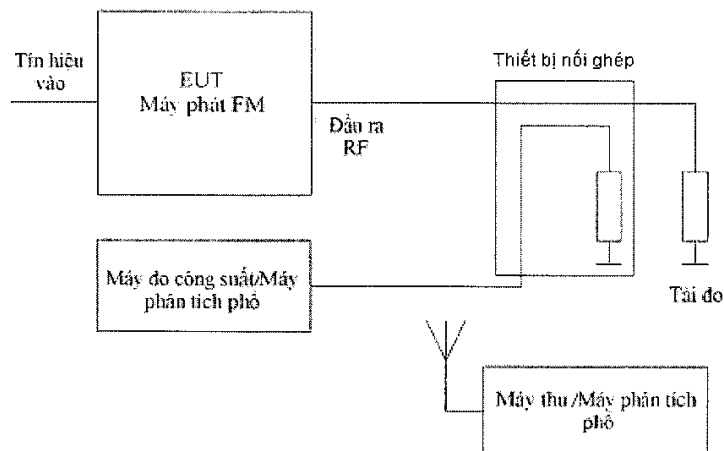 Tín hiệu
vào
EUT
Máy phát FM
Đầu ra
RF
Thiết bị nối ghép
Máy đo công suất/Máy
phân tích phổ
Tải đo
Máy thu /Máy phân tích
phổ